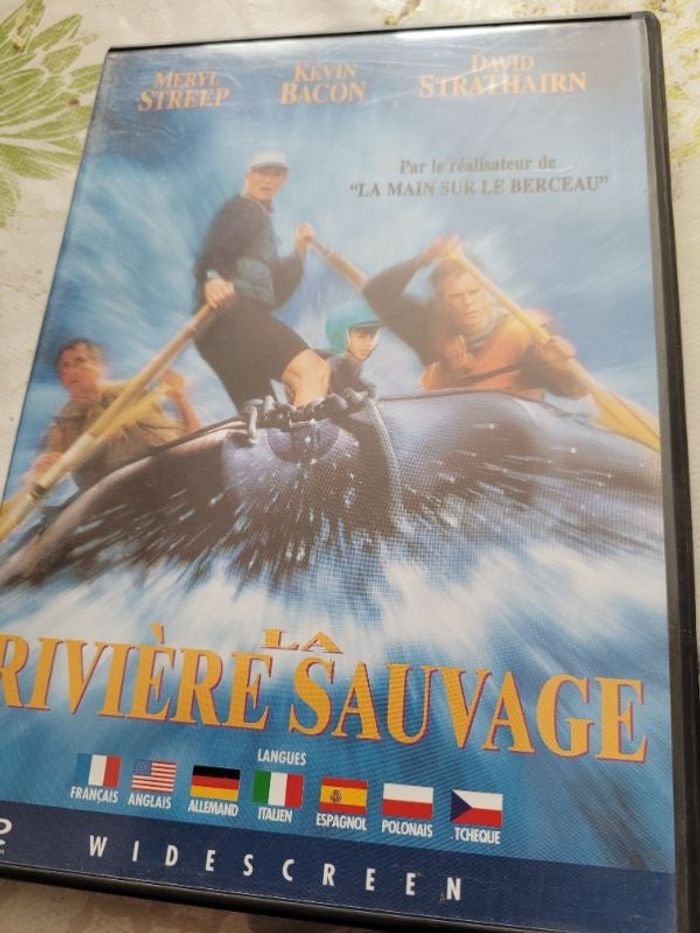 MERYL STREEP
KEVIN BACON
DAVID STRATHAIRN
Par le réalisateur de
"LA MAIN SUR LE BERCEAU"
LA
RIVIÈRE SAUVAGE
LANGUES
FRANÇAIS ANGLAIS ALLEMAND ITALIEN ESPAGNOL POLONAIS TCHEQUE
WIDESCREEN